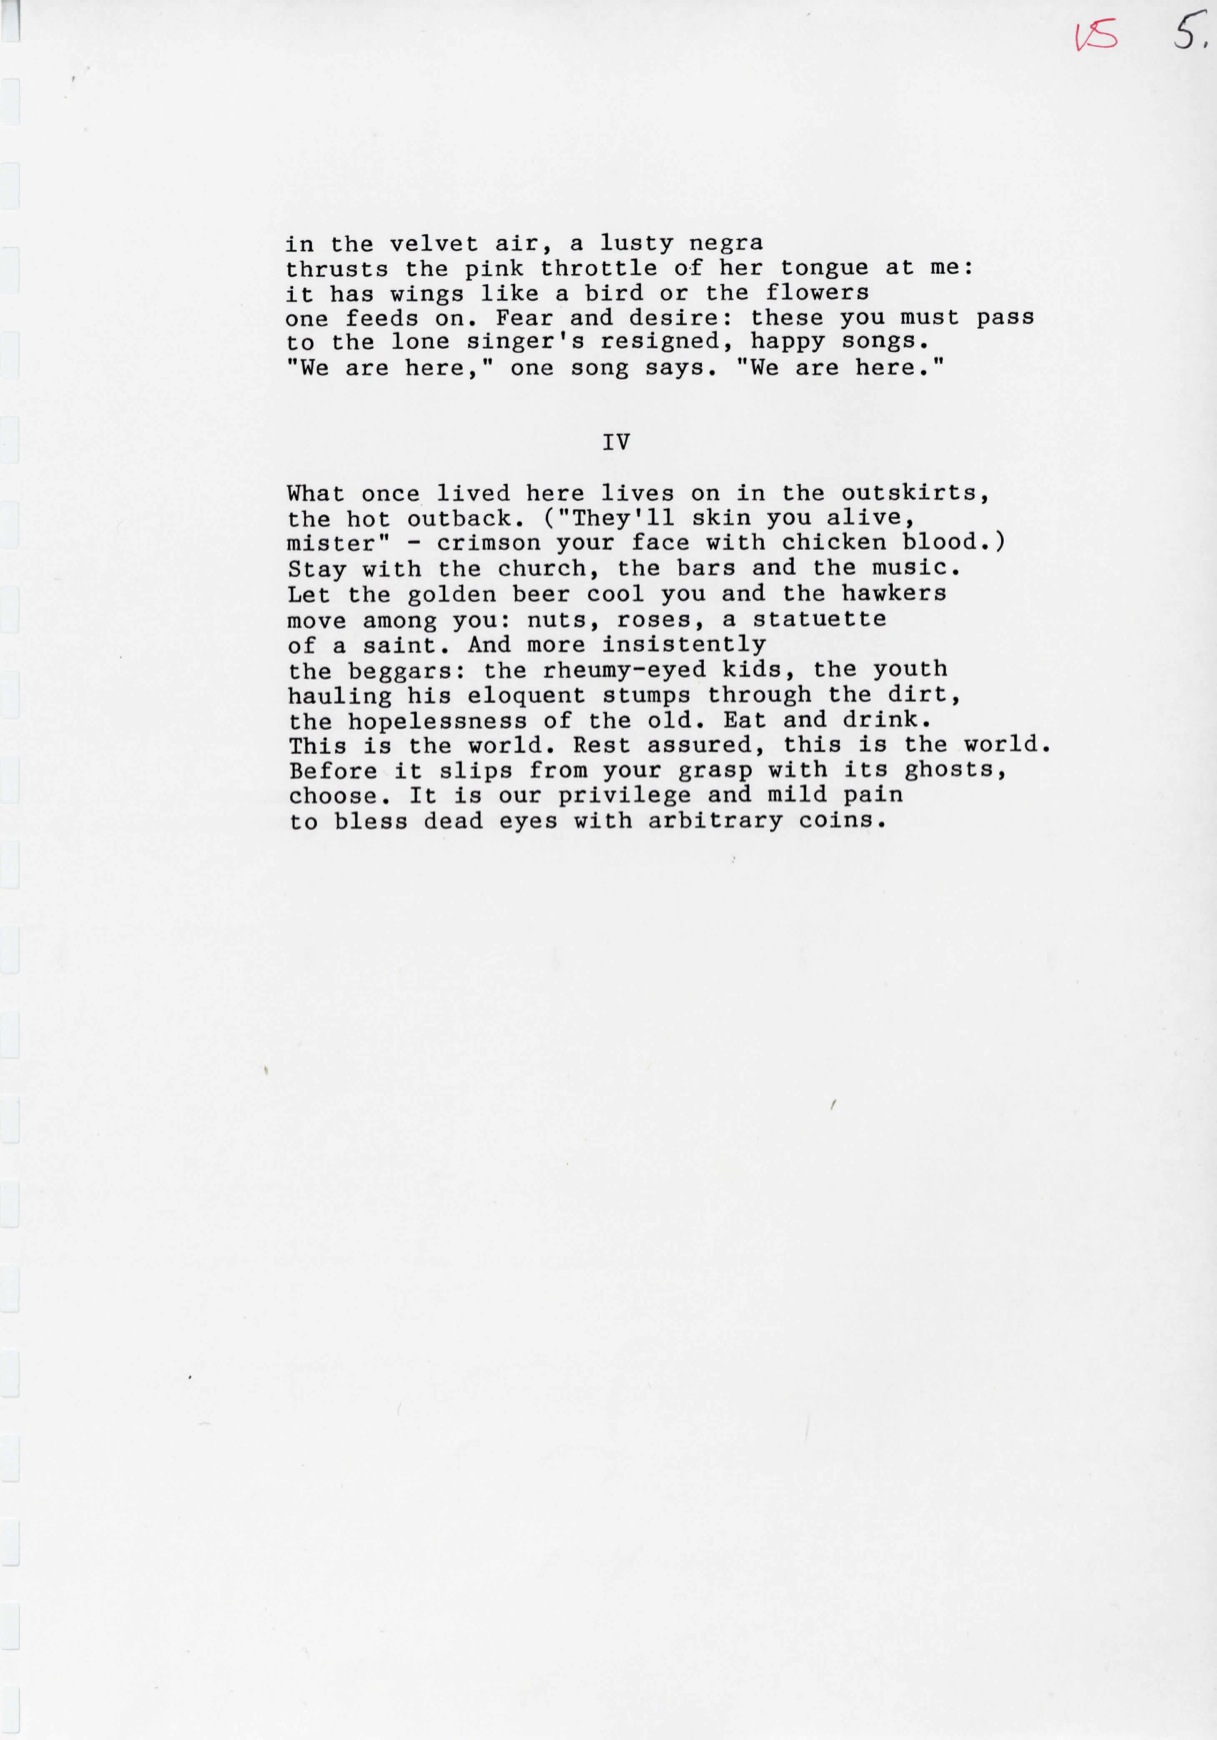 VS 5.
in the velvet air, a lusty negra
thrusts the pink throttle of her tongue at me:
it has wings like a bird or the flowers
one feeds on. Fear and desire: these you must pass
to the lone singer's resigned, happy songs.
"We are here," one song says. "We are here."
IV
What once lived here lives on in the outskirts,
the hot outback. ("They'll skin you alive,
mister" - crimson your face with chicken blood.)
Stay with the church, the bars and the music.
Let the golden beer cool you and the hawkers
move among you: nuts, roses, a statuette
of a saint. And more insistently
the beggars: the rheumy-eyed kids, the youth
hauling his eloquent stumps through the dirt,
the hopelessness of the old. Eat and drink.
This is the world. Rest assured, this is the world.
Before it slips from your grasp with its ghosts,
choose. It is our privilege and mild pain
to bless dead eyes with arbitrary coins.